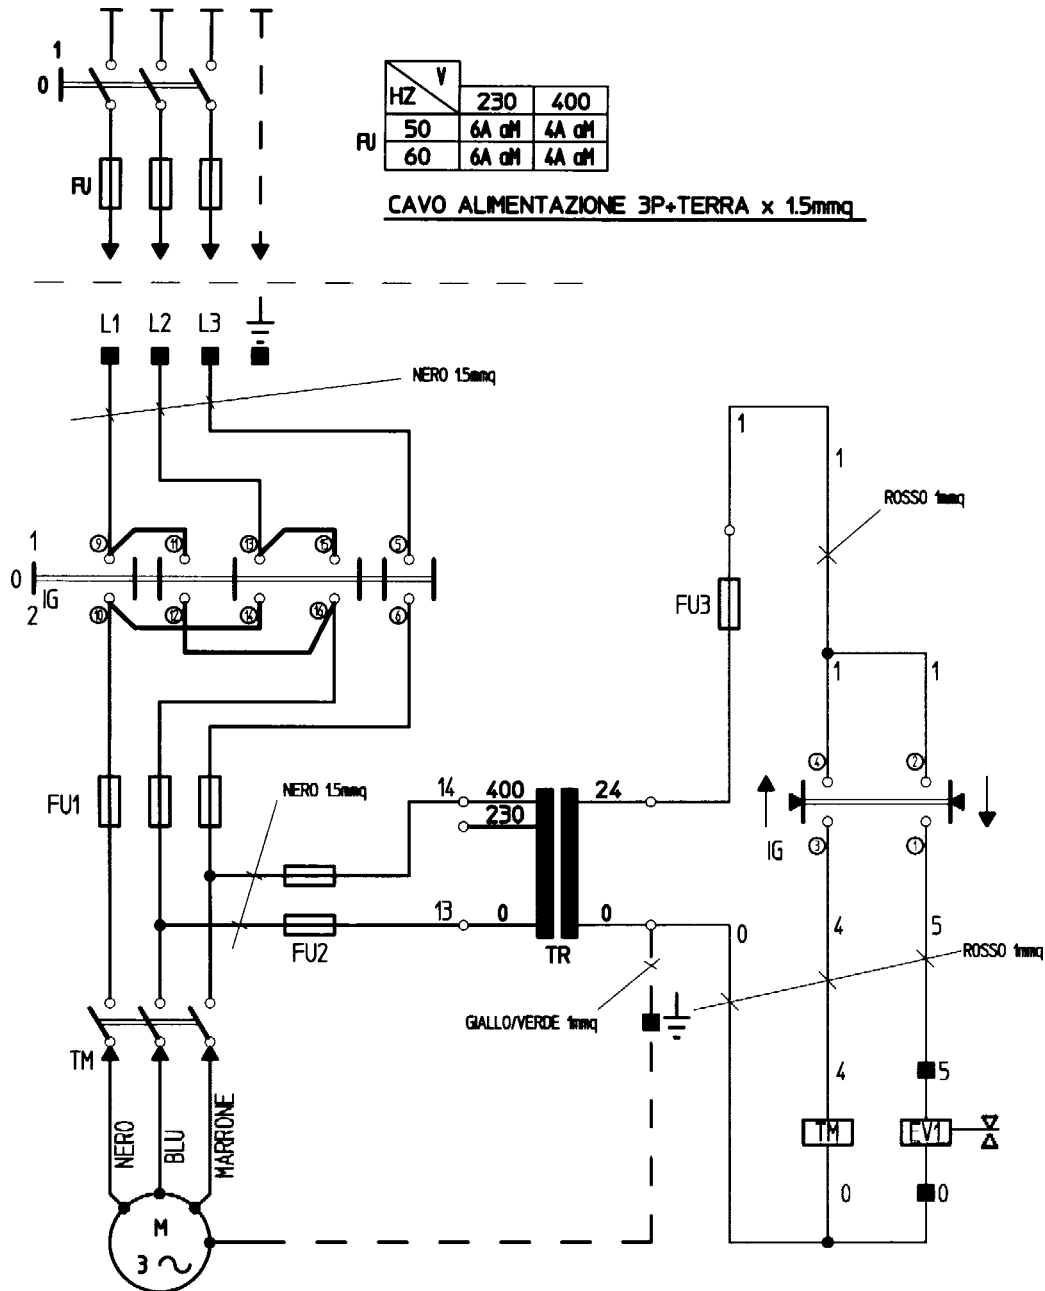 1
0
FU
V
HZ
230 400
50 6A aM 4A aM
60 6A aM 4A aM
FU
CAVO ALIMENTAZIONE 3P+TERRA x 1.5mmq
L1 L2 L3
NERO 1.5mmq
1
0
2
IG
9 11 13 15 5
10 12 14 16 6
FU1
NERO 1.5mmq
14
400
230
24
13
0
0
0
TR
FU2
FU3
1
1
ROSSO 1mmq
1
1
4
2
IG
3
1
4
5
ROSSO 1mmq
GIALLO/VERDE 1mmq
TM
NERO
BLU
MARRONE
M
3
4
5
TM
EV1
0
0